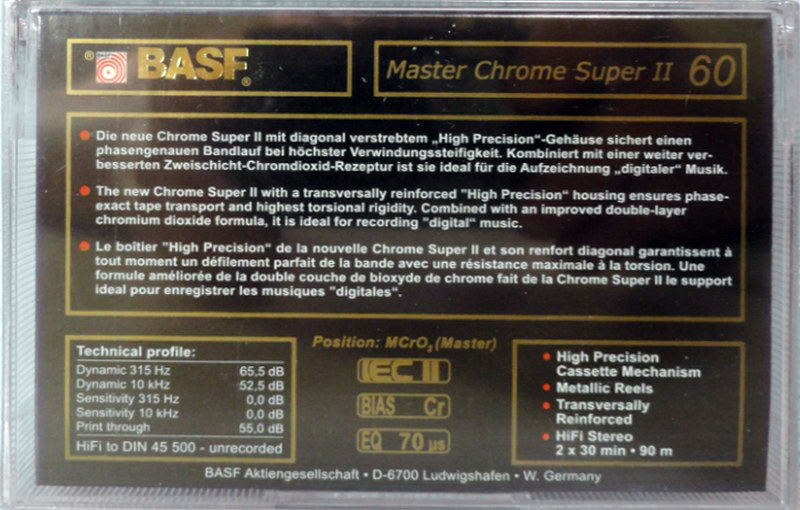 ® BASF ®
Master Chrome Super II 60
Die neue Chrome Super II mit diagonal verstrebtem „High Precision“-Gehäuse sichert einen
phasengenauen Bandlauf bei höchster Verwindungssteifigkeit. Kombiniert mit einer weiter ver-
besserten Zweischicht-Chromdioxid-Rezeptur ist sie ideal für die Aufzeichnung „digitaler“ Musik.
The new Chrome Super II with a transversally reinforced "High Precision" housing ensures phase-
exact tape transport and highest torsional rigidity. Combined with an improved double-layer
chromium dioxide formula, it is ideal for recording "digital" music.
Le boîtier "High Precision" de la nouvelle Chrome Super II et son renfort diagonal garantissent à
tout moment un défilement parfait de la bande avec une résistance maximale à la torsion. Une
formule améliorée de la double couche de bioxyde de chrome fait de la Chrome Super II le support
ideal pour enregistrer les musiques "digitales".
Technical profile:
Dynamic 315 Hz 65,5 dB
Dynamic 10 kHz 52,5 dB
Sensitivity 315 Hz 0,0 dB
Sensitivity 10 kHz 0,0 dB
Print through 55,0 dB
HiFi to DIN 45 500 - unrecorded
Position: MCrO₂ (Master)
IEC II
BIAS Cr
EQ 70 µs
• High Precision
Cassette Mechanism
• Metallic Reels
• Transversally
Reinforced
• HiFi Stereo
2 x 30 min • 90 m
BASF Aktiengesellschaft • D-6700 Ludwigshafen • W. Germany